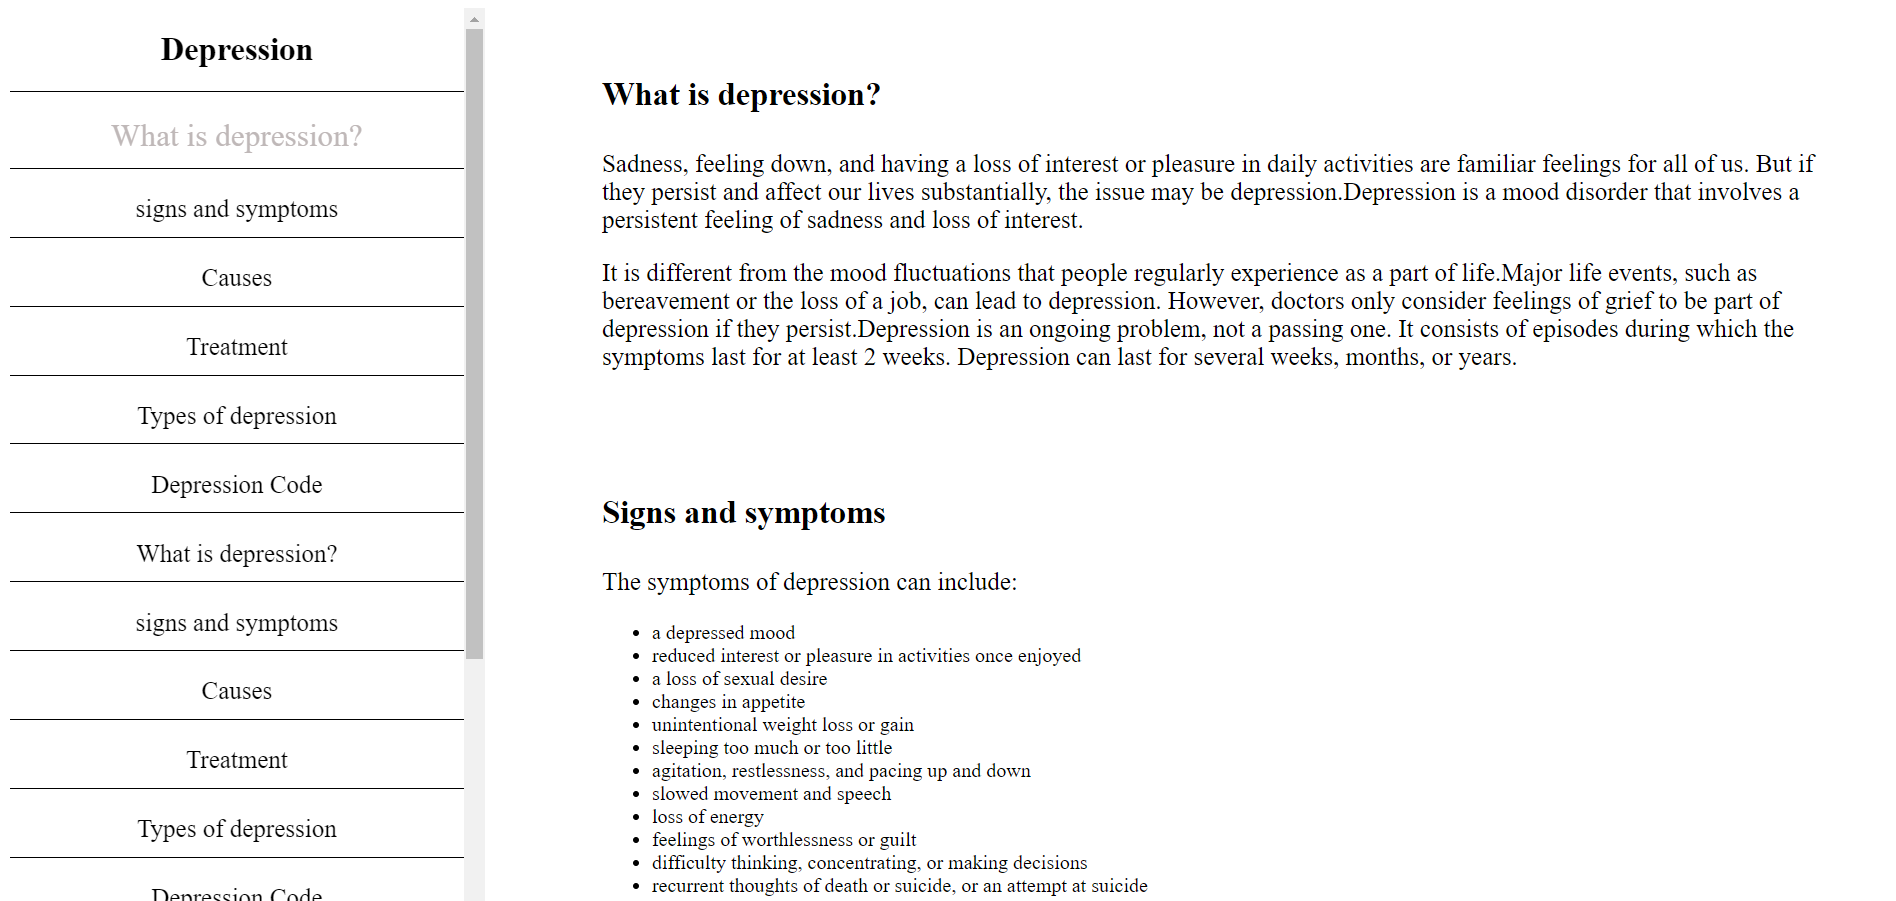 Depression
What is depression?
signs and symptoms
Causes
Treatment
Types of depression
Depression Code
What is depression?
signs and symptoms
Causes
Treatment
Types of depression
Depression Code
What is depression?
Sadness, feeling down, and having a loss of interest or pleasure in daily activities are familiar feelings for all of us. But if
they persist and affect our lives substantially, the issue may be depression.Depression is a mood disorder that involves a
persistent feeling of sadness and loss of interest.
It is different from the mood fluctuations that people regularly experience as a part of life.Major life events, such as
bereavement or the loss of a job, can lead to depression. However, doctors only consider feelings of grief to be part of
depression if they persist.Depression is an ongoing problem, not a passing one. It consists of episodes during which the
symptoms last for at least 2 weeks. Depression can last for several weeks, months, or years.
Signs and symptoms
The symptoms of depression can include:
• a depressed mood
• reduced interest or pleasure in activities once enjoyed
• a loss of sexual desire
• changes in appetite
• unintentional weight loss or gain
• sleeping too much or too little
• agitation, restlessness, and pacing up and down
• slowed movement and speech
• loss of energy
• feelings of worthlessness or guilt
• difficulty thinking, concentrating, or making decisions
• recurrent thoughts of death or suicide, or an attempt at suicide